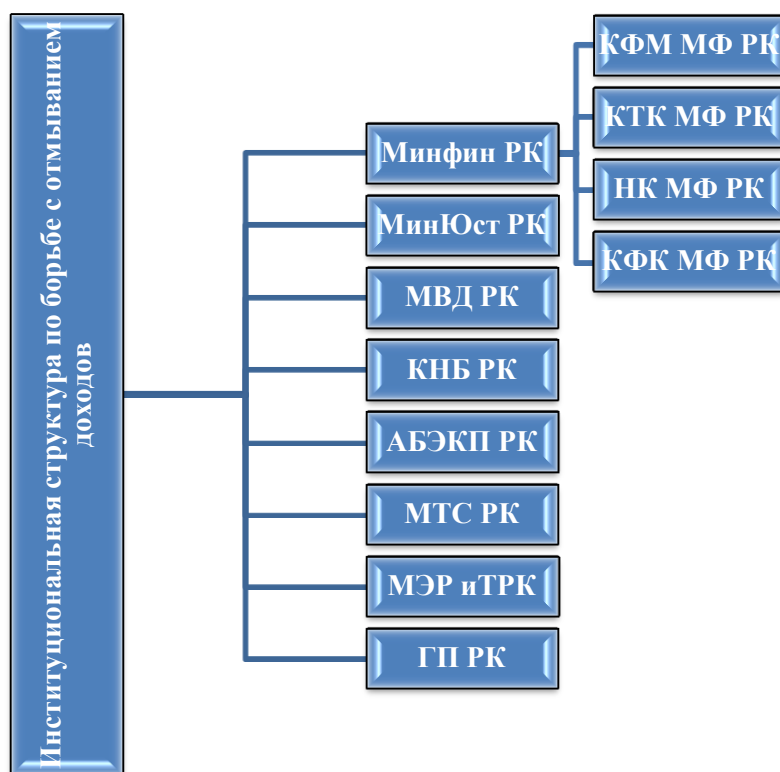 Институциональная структура по борьбе с отмыванием
доходов
Минфин РК
КФМ МФ РК
КТК МФ РК
НК МФ РК
КФК МФ РК
МинЮст РК
МВД РК
КНБ РК
АБЭКП РК
МТС РК
МЭР иТРК
ГП РК